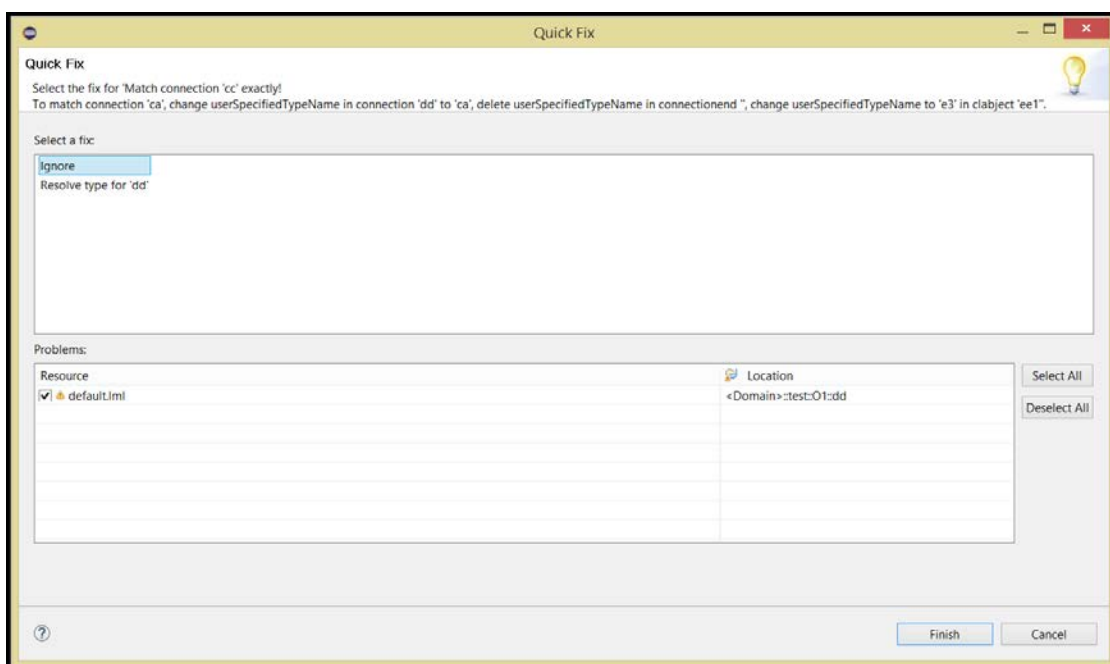 Quick Fix
Quick Fix
Select the fix for 'Match connection 'cc' exactly!
To match connection 'ca', change userSpecifiedTypeName in connection 'dd' to 'ca', delete userSpecifiedTypeName in connectionend '', change userSpecifiedTypeName to 'e3' in clabject 'ee1''.
Select a fix:
Ignore
Resolve type for 'dd'
Problems:
Resource Location
default.lml <Domain>::test::O1::dd
Select All
Deselect All
Finish Cancel